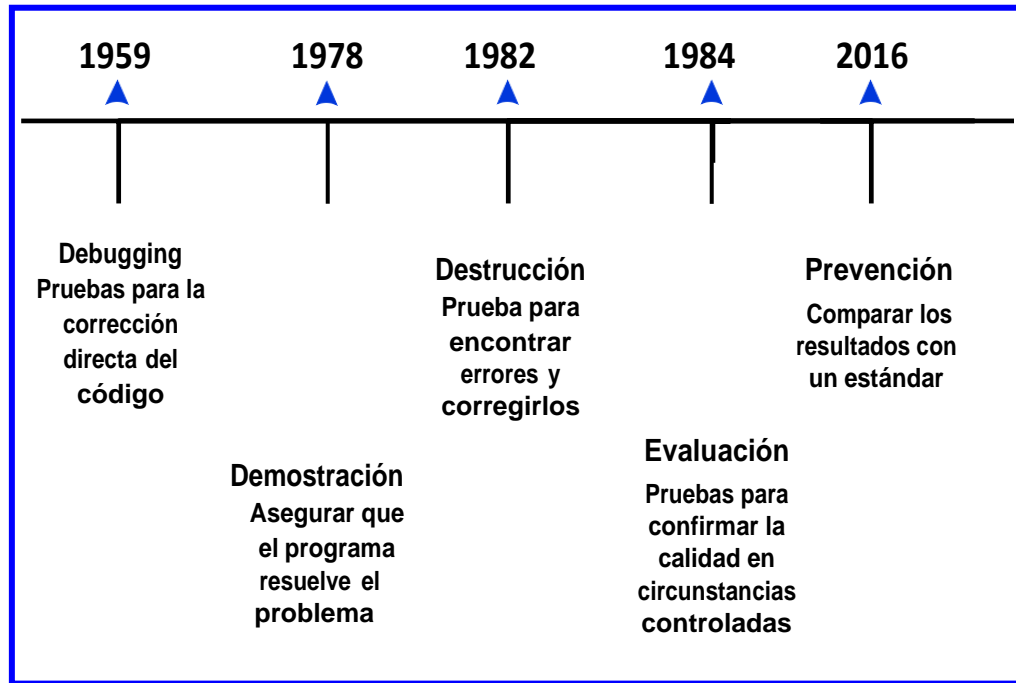 1959
1978
1982
1984
2016
Debugging
Pruebas para la
corrección
directa del
código
Demostración
Asegurar que
el programa
resuelve el
problema
Destrucción
Prueba para
encontrar
errores y
corregirlos
Evaluación
Pruebas para
confirmar la
calidad en
circunstancias
controladas
Prevención
Comparar los
resultados con
un estándar